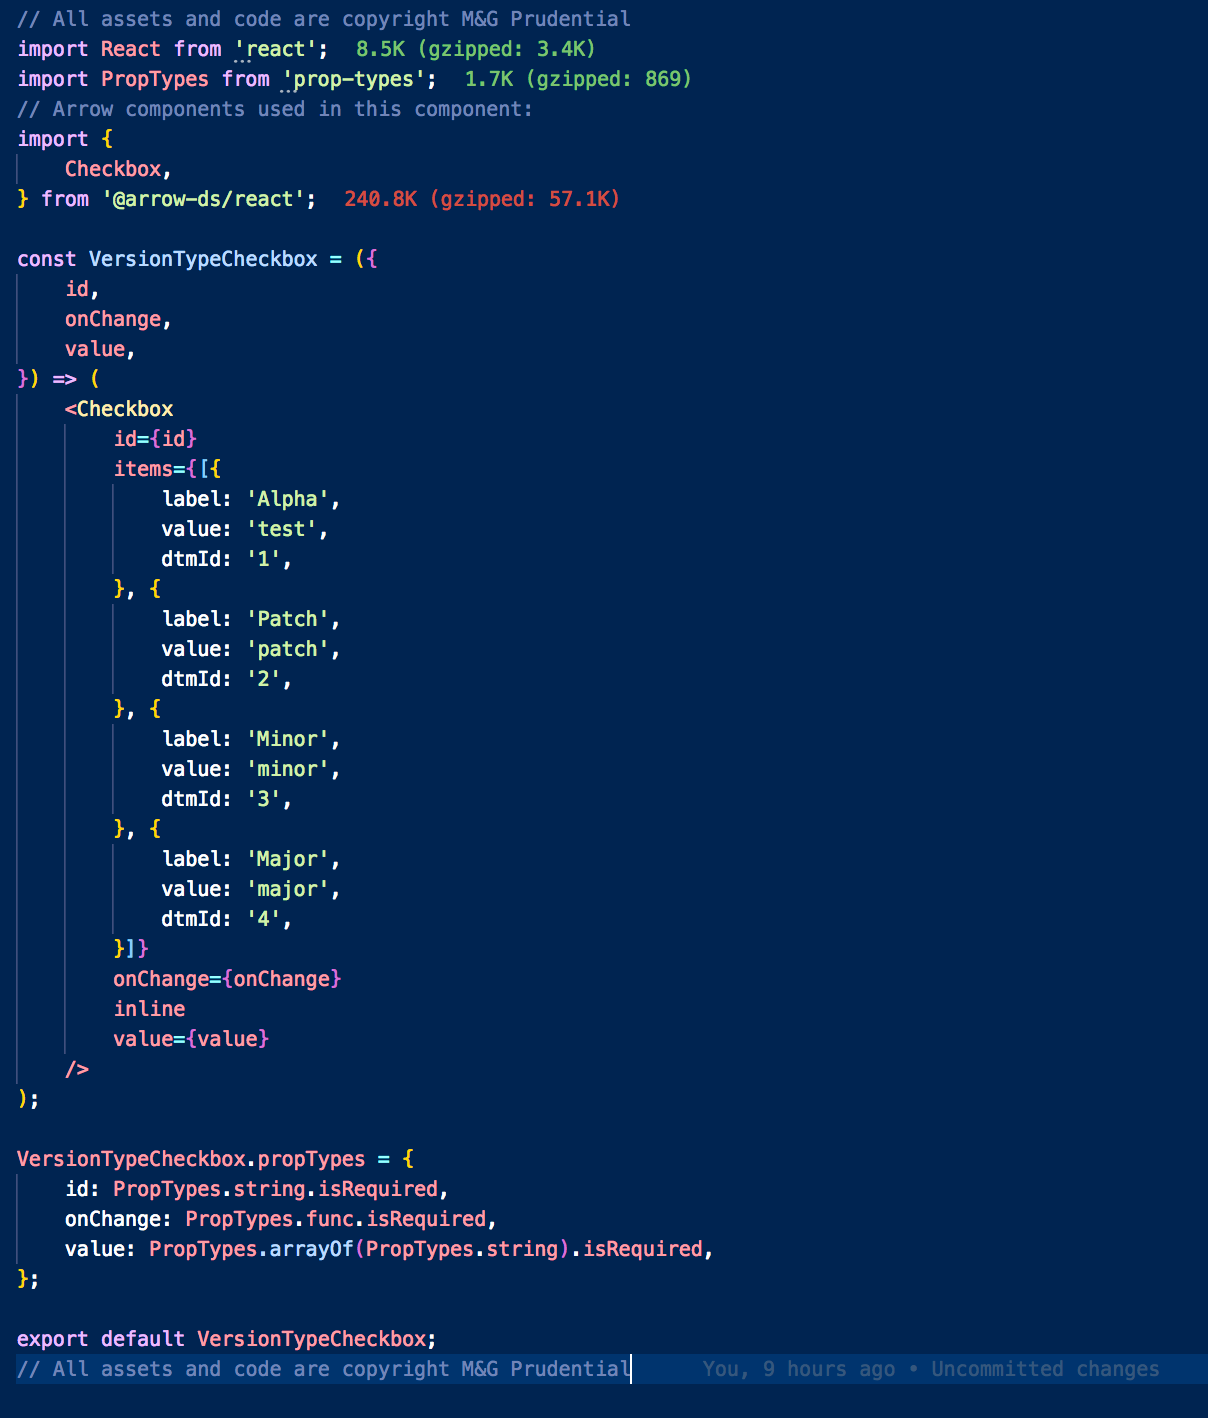 // All assets and code are copyright M&G Prudential
import React from 'react';  8.5K (gzipped: 3.4K)
import PropTypes from 'prop-types';  1.7K (gzipped: 869)
// Arrow components used in this component:
import {
    Checkbox,
} from '@arrow-ds/react';  240.8K (gzipped: 57.1K)

const VersionTypeCheckbox = ({
    id,
    onChange,
    value,
}) => (
    <Checkbox
        id={id}
        items={[{
            label: 'Alpha',
            value: 'test',
            dtmId: '1',
        }, {
            label: 'Patch',
            value: 'patch',
            dtmId: '2',
        }, {
            label: 'Minor',
            value: 'minor',
            dtmId: '3',
        }, {
            label: 'Major',
            value: 'major',
            dtmId: '4',
        }]}
        onChange={onChange}
        inline
        value={value}
    />
);

VersionTypeCheckbox.propTypes = {
    id: PropTypes.string.isRequired,
    onChange: PropTypes.func.isRequired,
    value: PropTypes.arrayOf(PropTypes.string).isRequired,
};

export default VersionTypeCheckbox;
// All assets and code are copyright M&G Prudential      You, 9 hours ago • Uncommitted changes